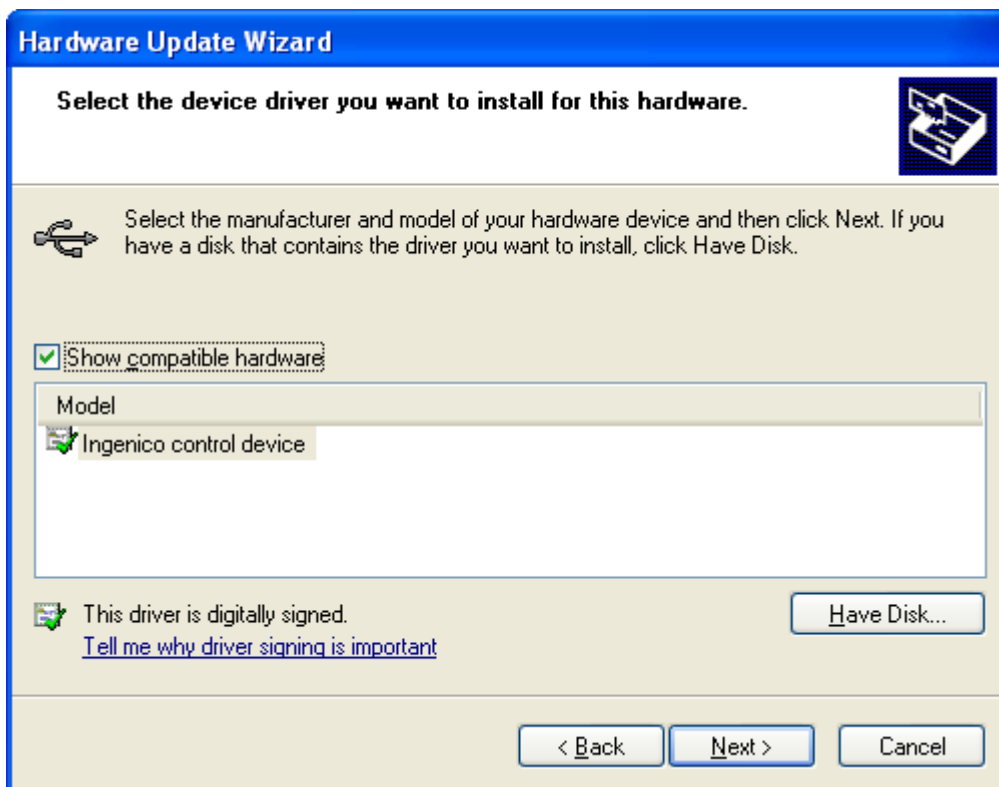 Hardware Update Wizard
Select the device driver you want to install for this hardware.
Select the manufacturer and model of your hardware device and then click Next. If you
have a disk that contains the driver you want to install, click Have Disk.
Show compatible hardware
Model
Ingenico control device
This driver is digitally signed.
Have Disk...
Tell me why driver signing is important
< Back
Next >
Cancel